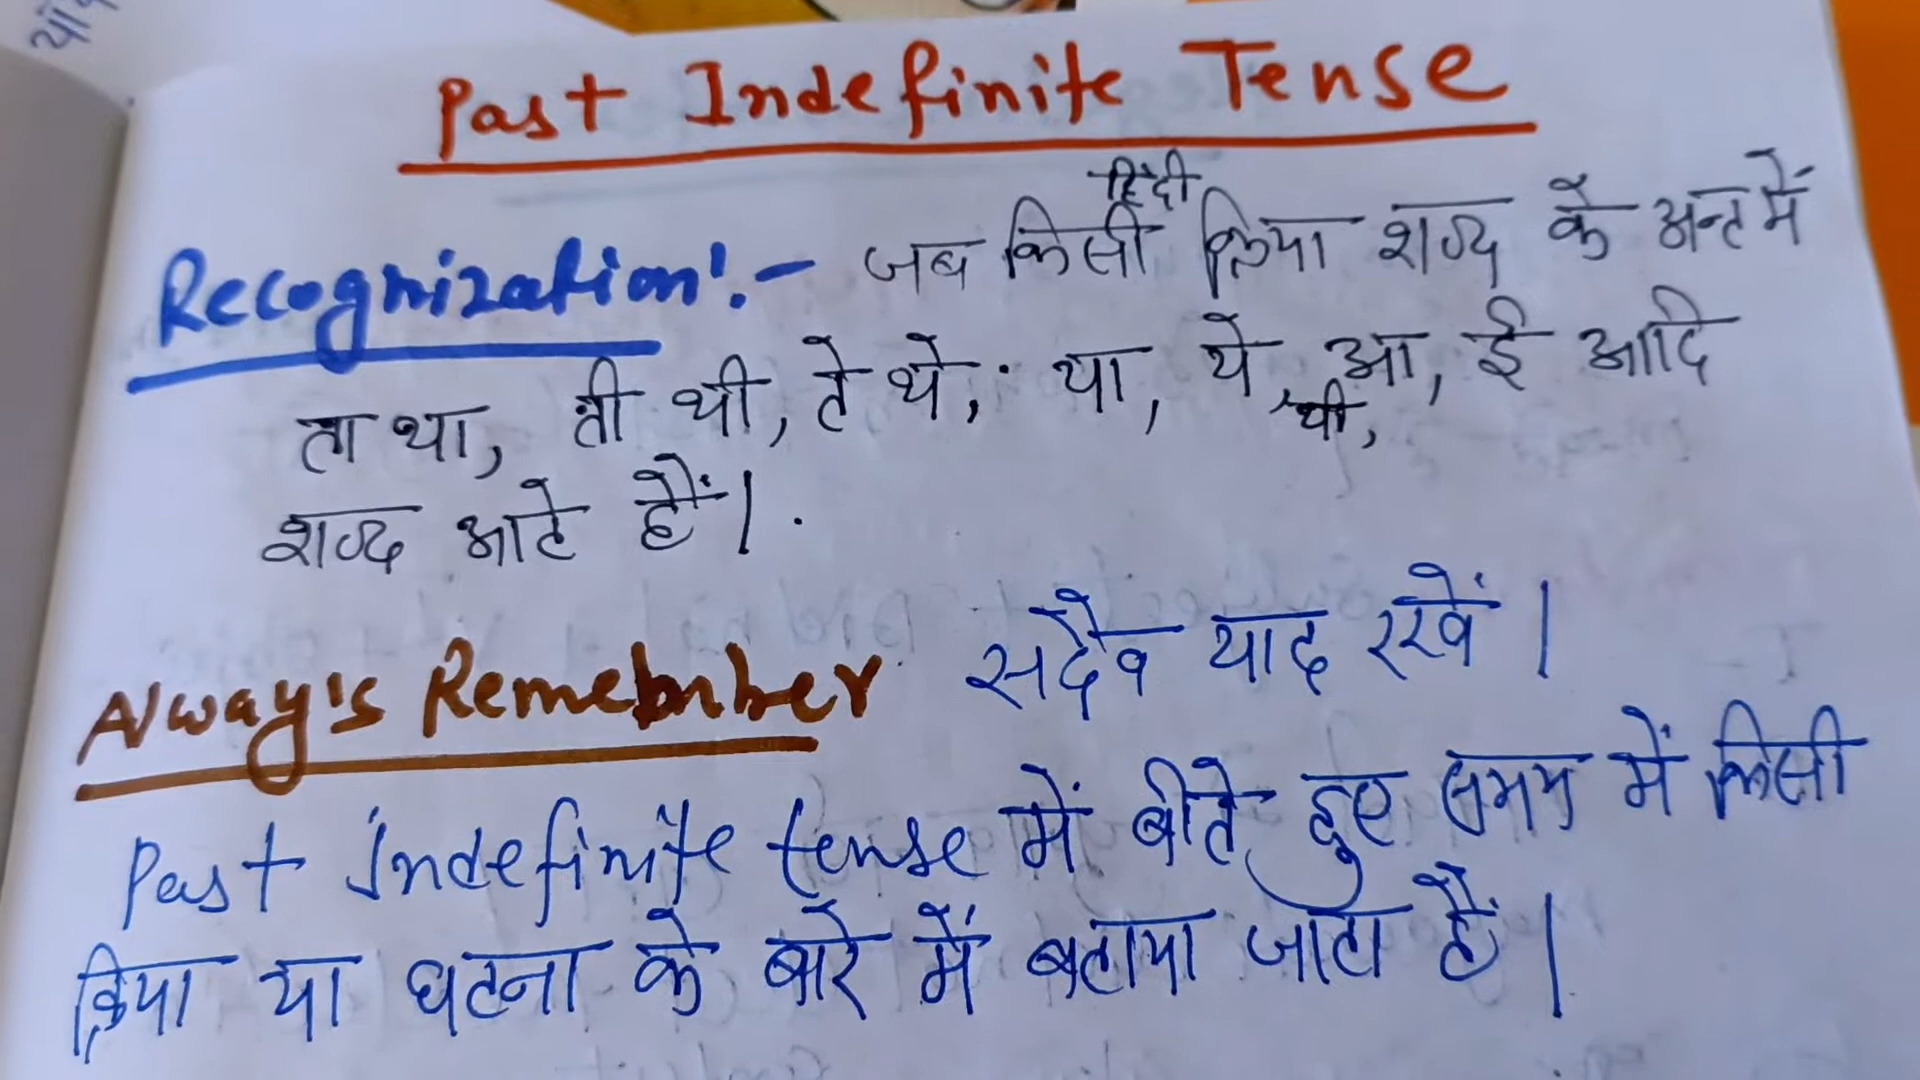 Past Indefinite Tense
Recognization:- जब किसी हिंदी क्रिया शब्द के अन्त में
ता था, ती थी, ते थे, या, ये, यी, आ, ई आदि
शब्द आते हैं।
Alway's Remember सदैव याद रखें।
Past indefinite tense में बीते हुए समय में किसी
क्रिया या घटना के बारे में बताया जाता है।